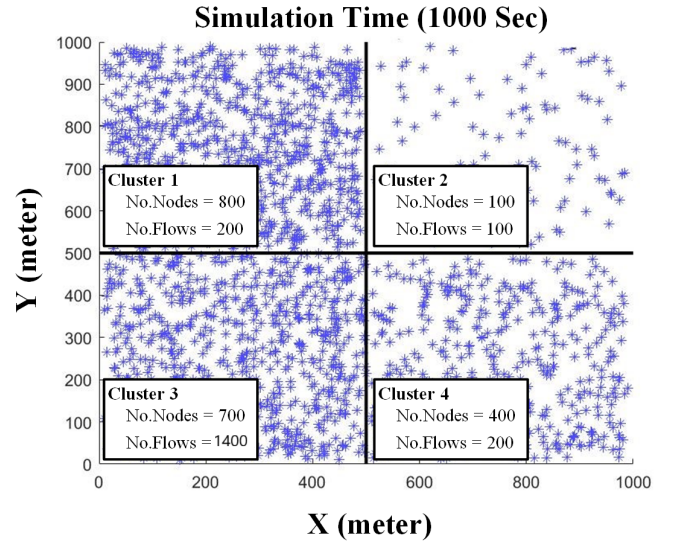 Simulation Time (1000 Sec)
1000
900
800
700
600
500
400
300
200
100
0
Y (meter)
Cluster 1
No.Nodes = 800
No.Flows = 200
Cluster 2
No.Nodes = 100
No.Flows = 100
Cluster 3
No.Nodes = 700
No.Flows = 1400
Cluster 4
No.Nodes = 400
No.Flows = 200
0 200 400 600 800 1000
X (meter)